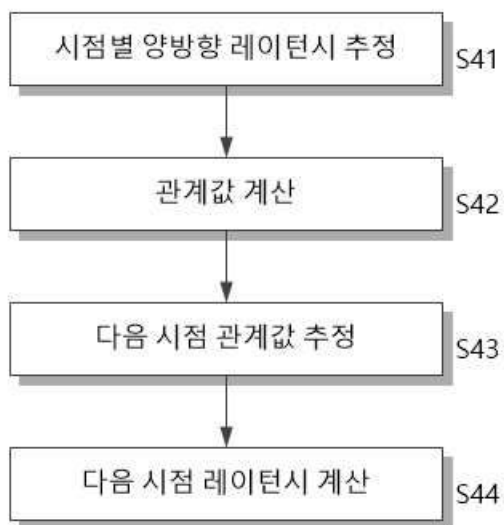 시점별 양방향 레이턴시 추정
S41
관계값 계산
S42
다음 시점 관계값 추정
S43
다음 시점 레이턴시 계산
S44